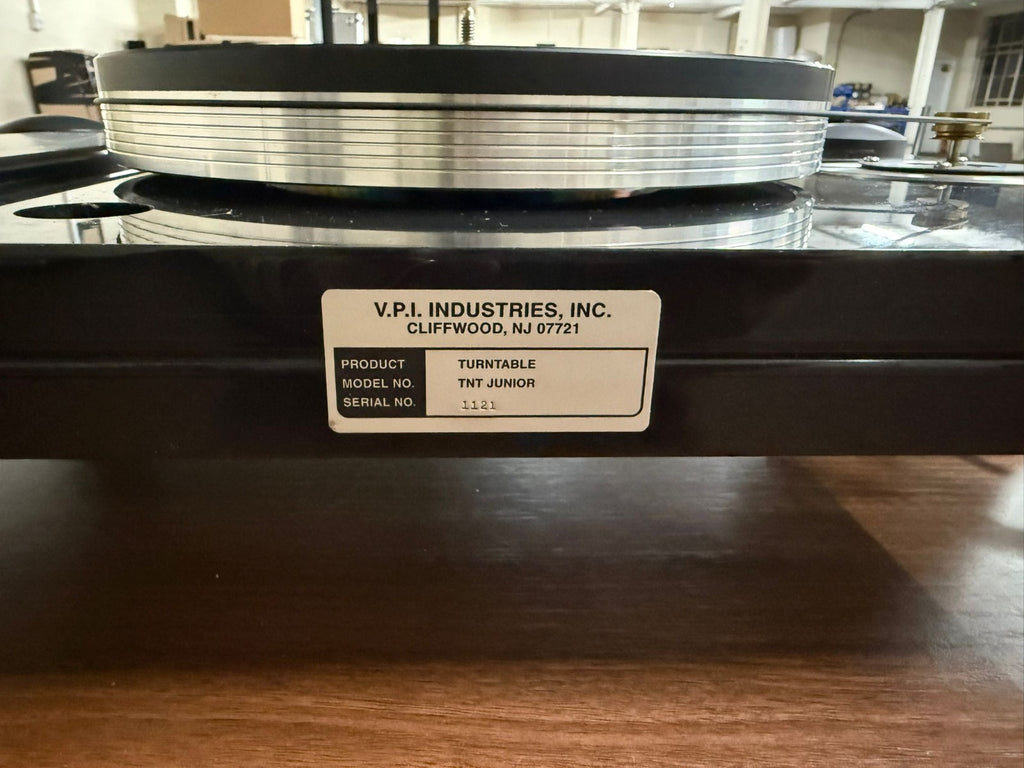 V.P.I. INDUSTRIES, INC.
CLIFFWOOD, NJ 07721
PRODUCT TURNTABLE
MODEL NO. TNT JUNIOR
SERIAL NO. 1121